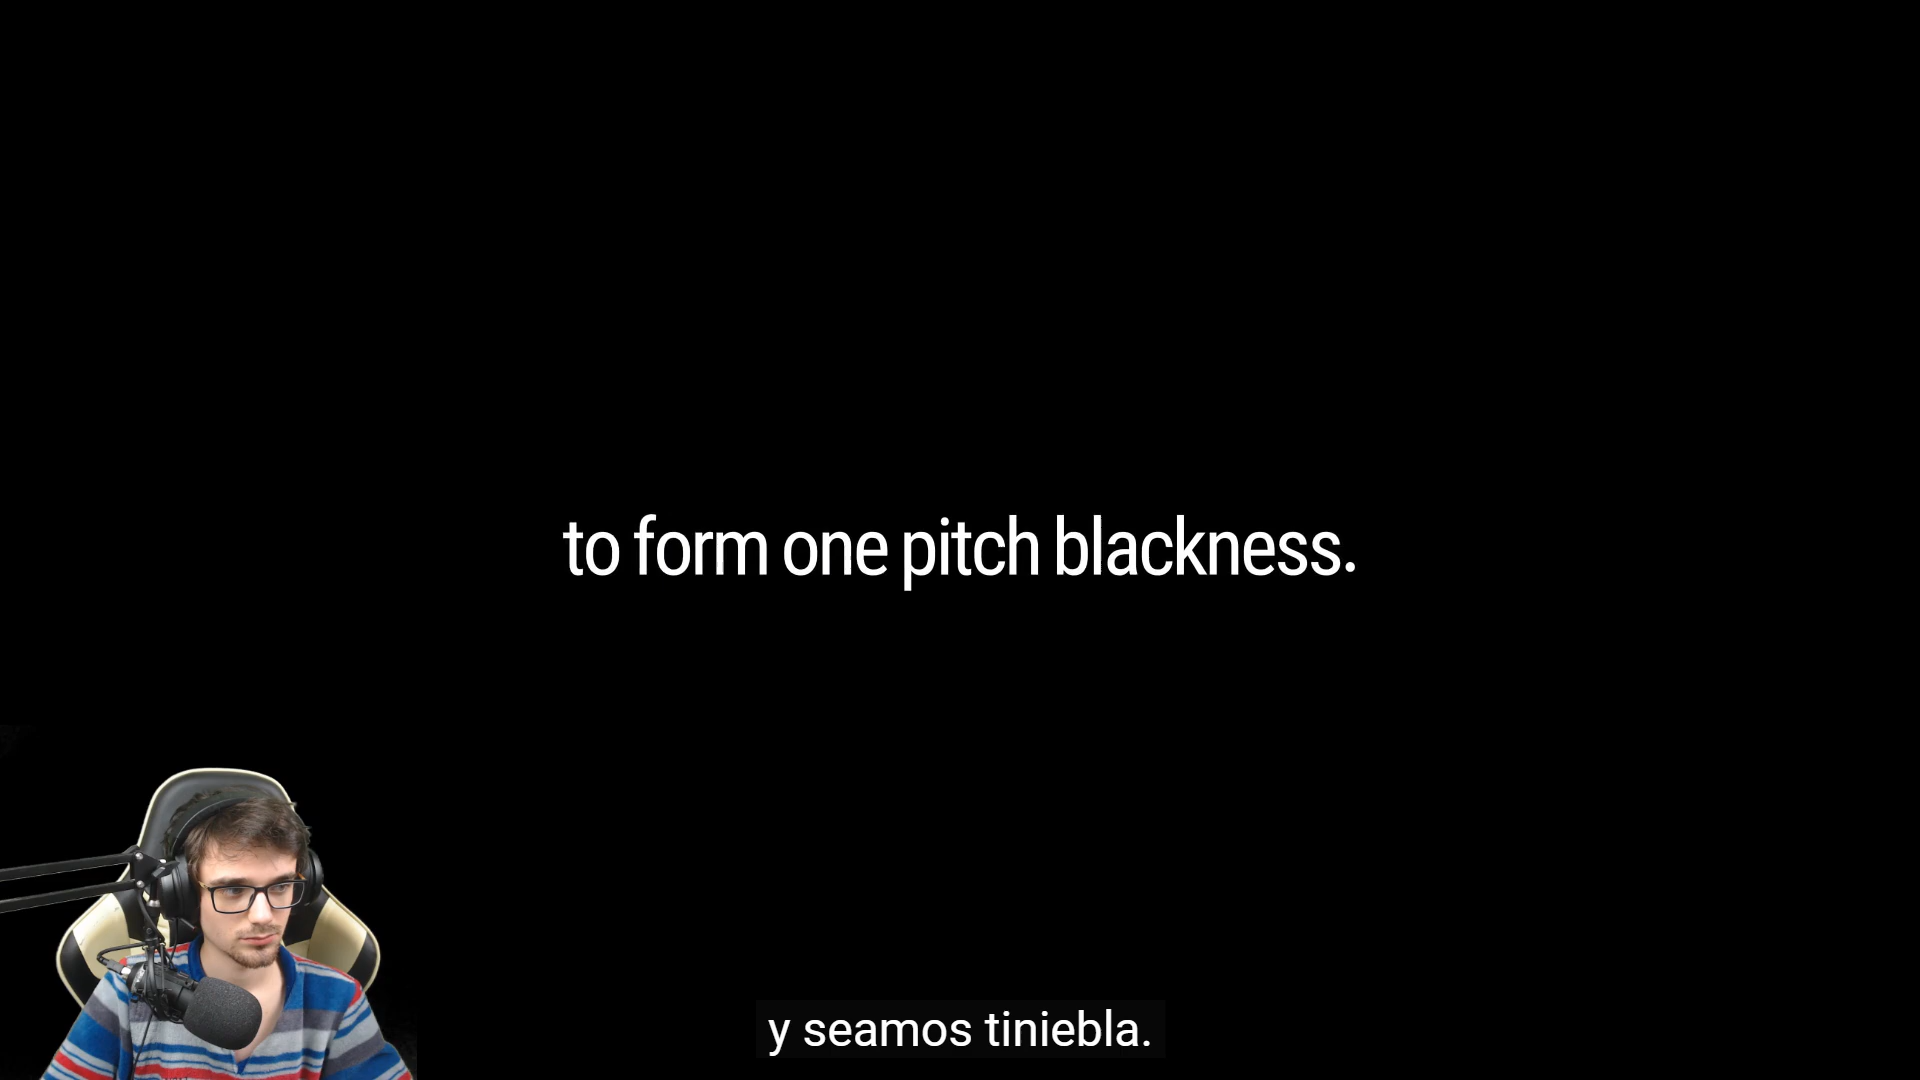 to form one pitch blackness.
y seamos tiniebla.